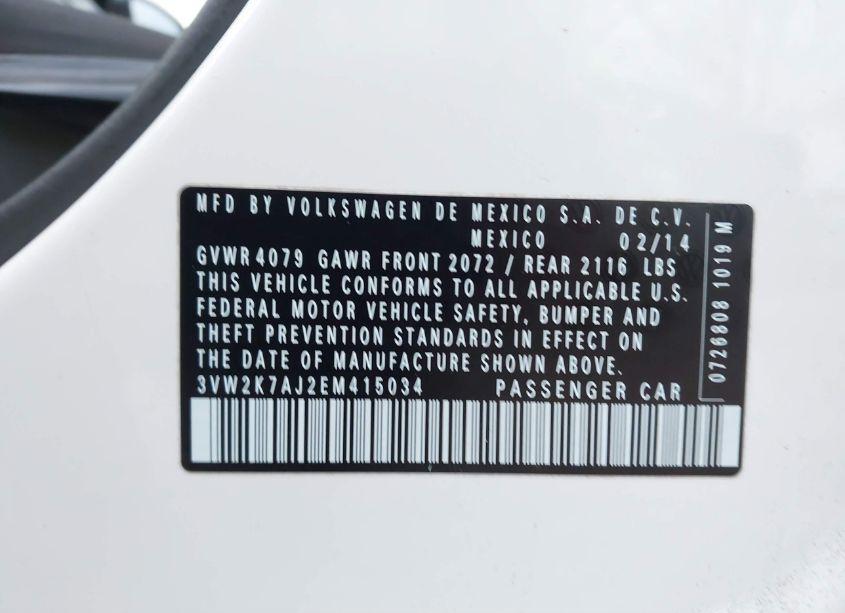 MFD BY VOLKSWAGEN DE MEXICO S.A. DE C.V.
MEXICO 02/14
GVWR 4079 GAWR FRONT 2072 / REAR 2116 LBS
THIS VEHICLE CONFORMS TO ALL APPLICABLE U.S.
FEDERAL MOTOR VEHICLE SAFETY, BUMPER AND
THEFT PREVENTION STANDARDS IN EFFECT ON
THE DATE OF MANUFACTURE SHOWN ABOVE.
3VW2K7AJ2EM415034 PASSENGER CAR
0726808 1019 M